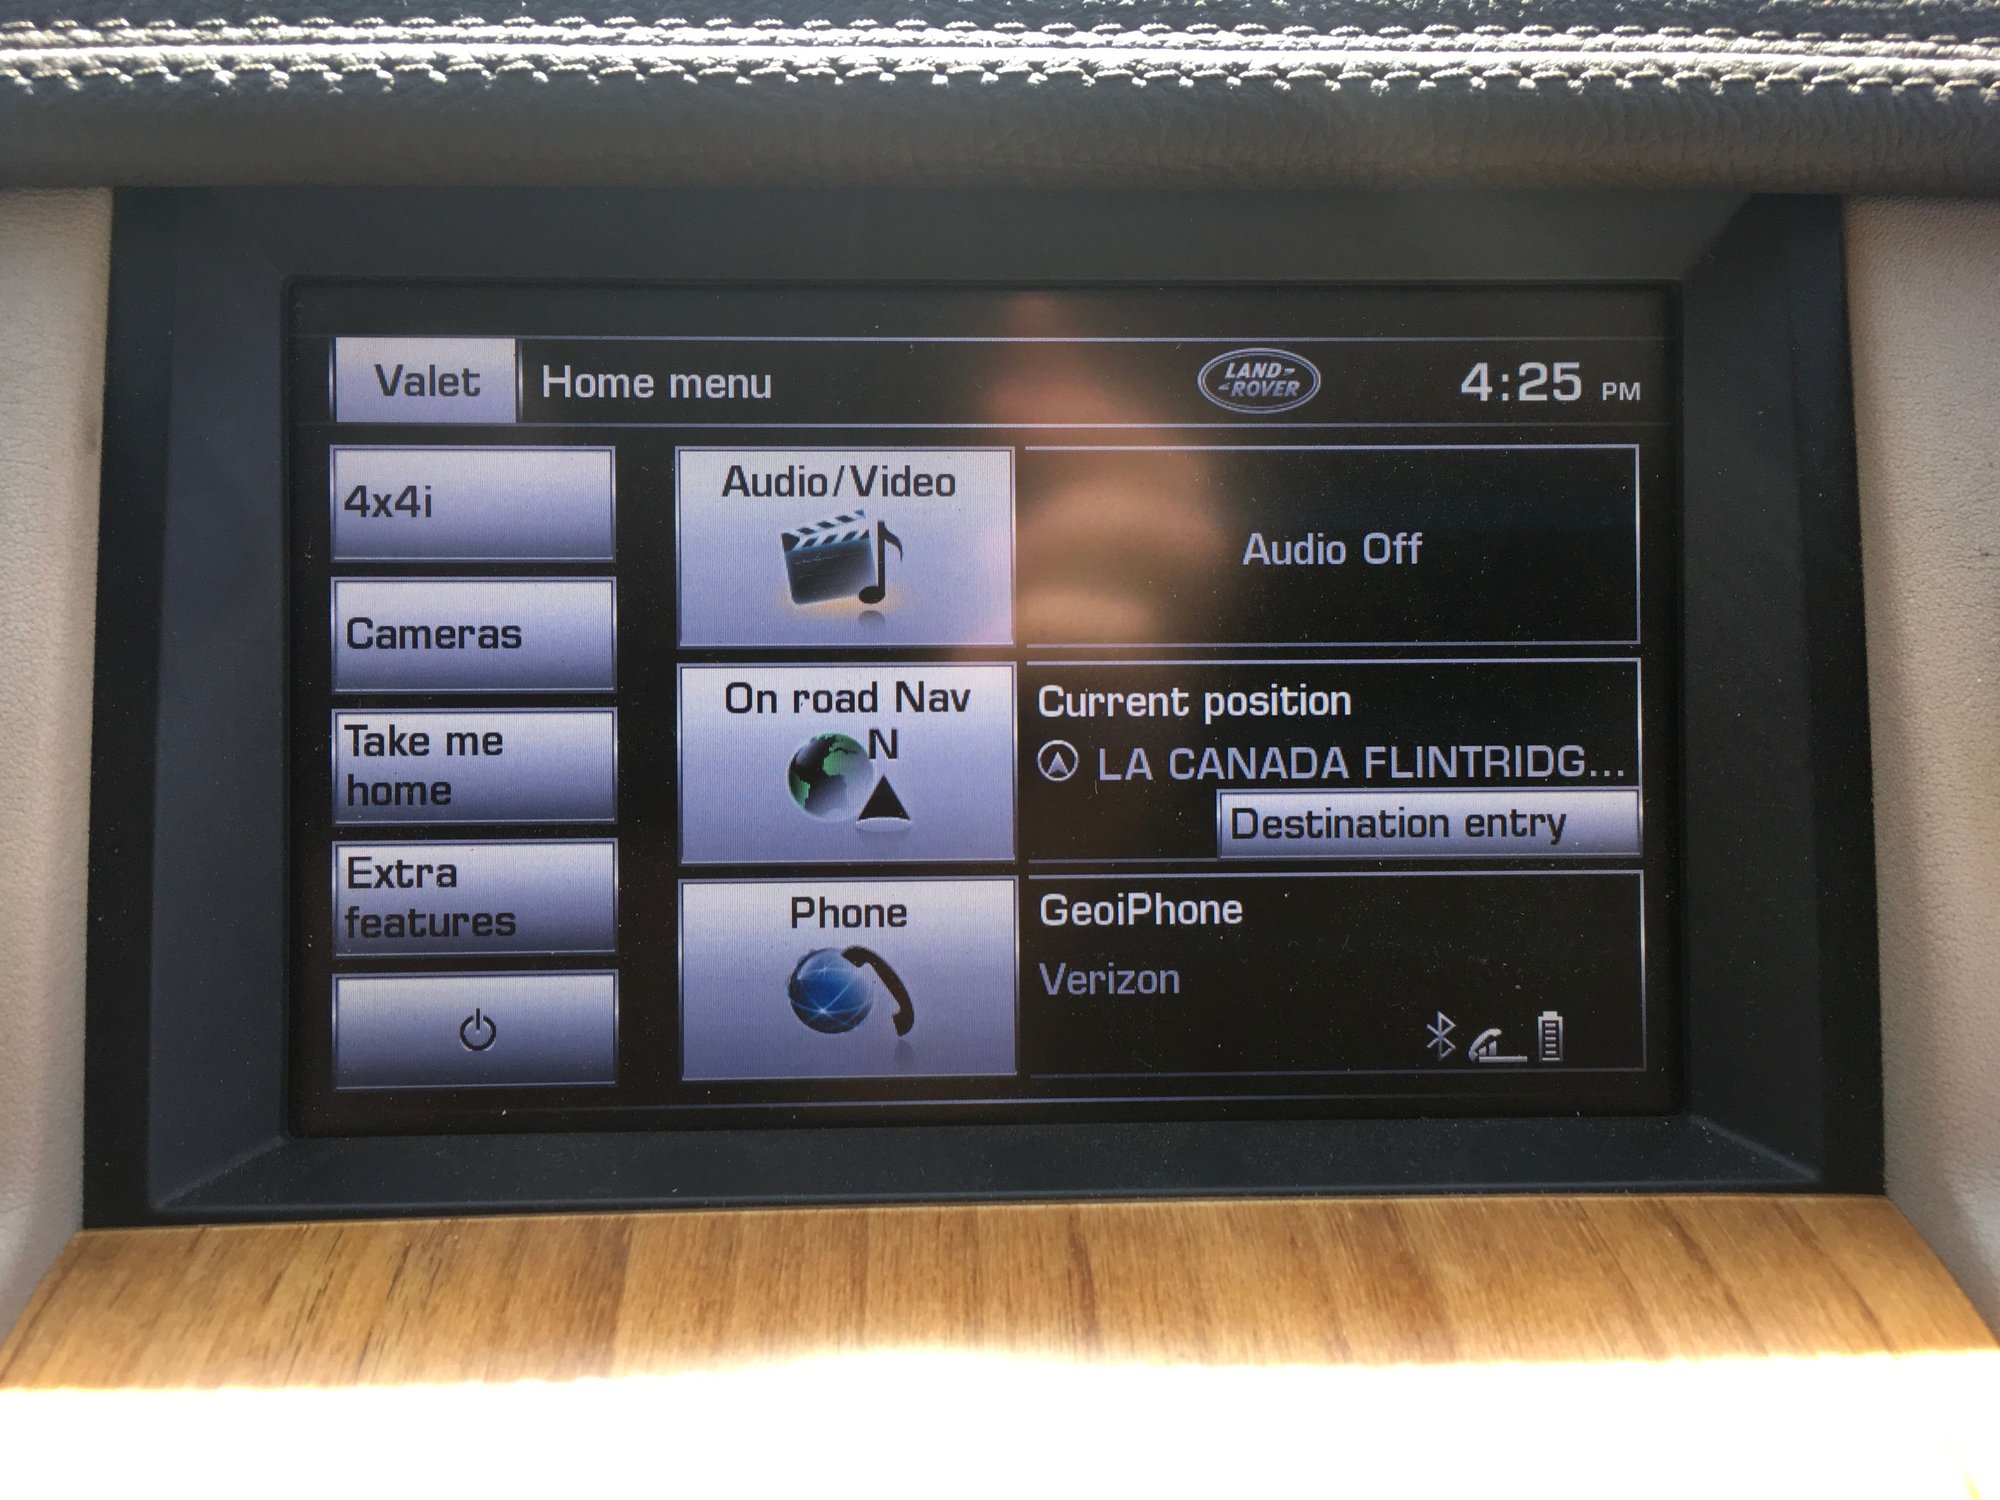 Valet
Home menu
LAND-
-ROVER
4:25 PM
4x4i
Cameras
Take me
home
Extra
features
Audio/Video
Audio Off
On road Nav
N
Current position
LA CANADA FLINTRIDG...
Destination entry
Phone
GeoiPhone
Verizon